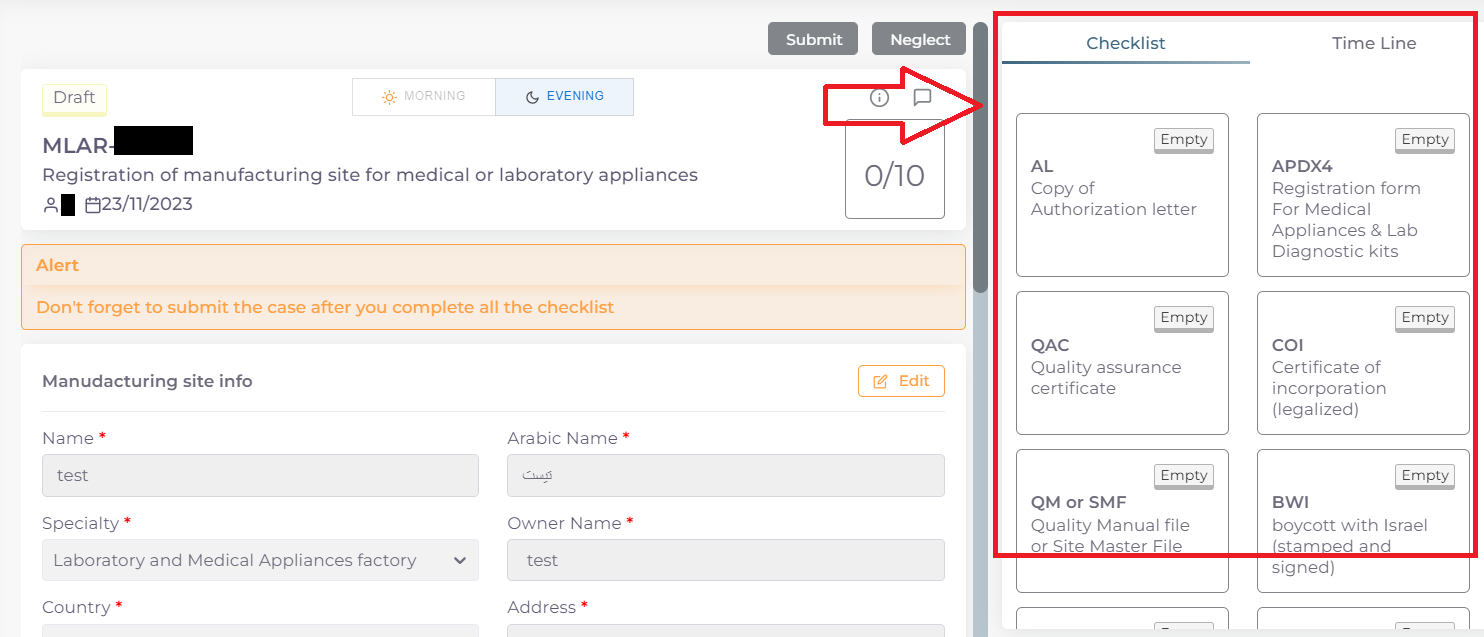 Submit
Neglect
Checklist
Time Line
Draft
MORNING
EVENING
MLAR-
Registration of manufacturing site for medical or laboratory appliances
23/11/2023
0/10
Alert
Don't forget to submit the case after you complete all the checklist
Manudacturing site info
Edit
Name *
Arabic Name *
test
تيست
Specialty *
Owner Name *
Laboratory and Medical Appliances factory
test
Country *
Address *
Empty
AL
Copy of
Authorization letter
Empty
APDX4
Registration form
For Medical
Appliances & Lab
Diagnostic kits
Empty
QAC
Quality assurance
certificate
Empty
COI
Certificate of
incorporation
(legalized)
Empty
QM or SMF
Quality Manual file
or Site Master File
Empty
BWI
boycott with Israel
(stamped and
signed)